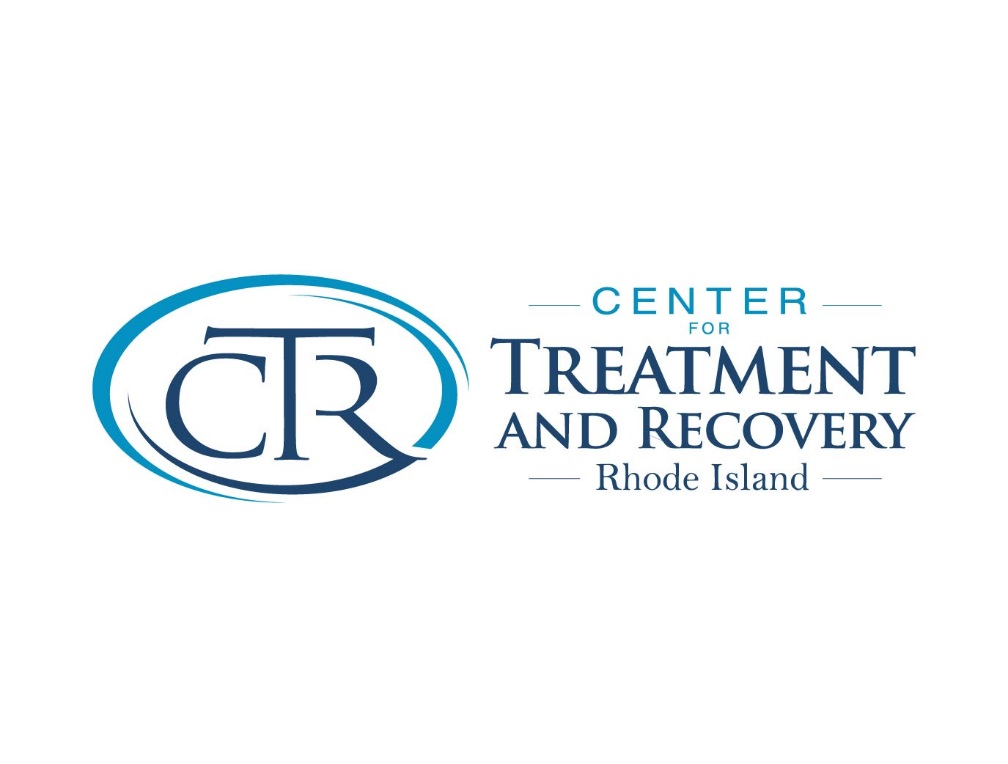 CTR
CENTER
FOR
TREATMENT
AND RECOVERY
Rhode Island